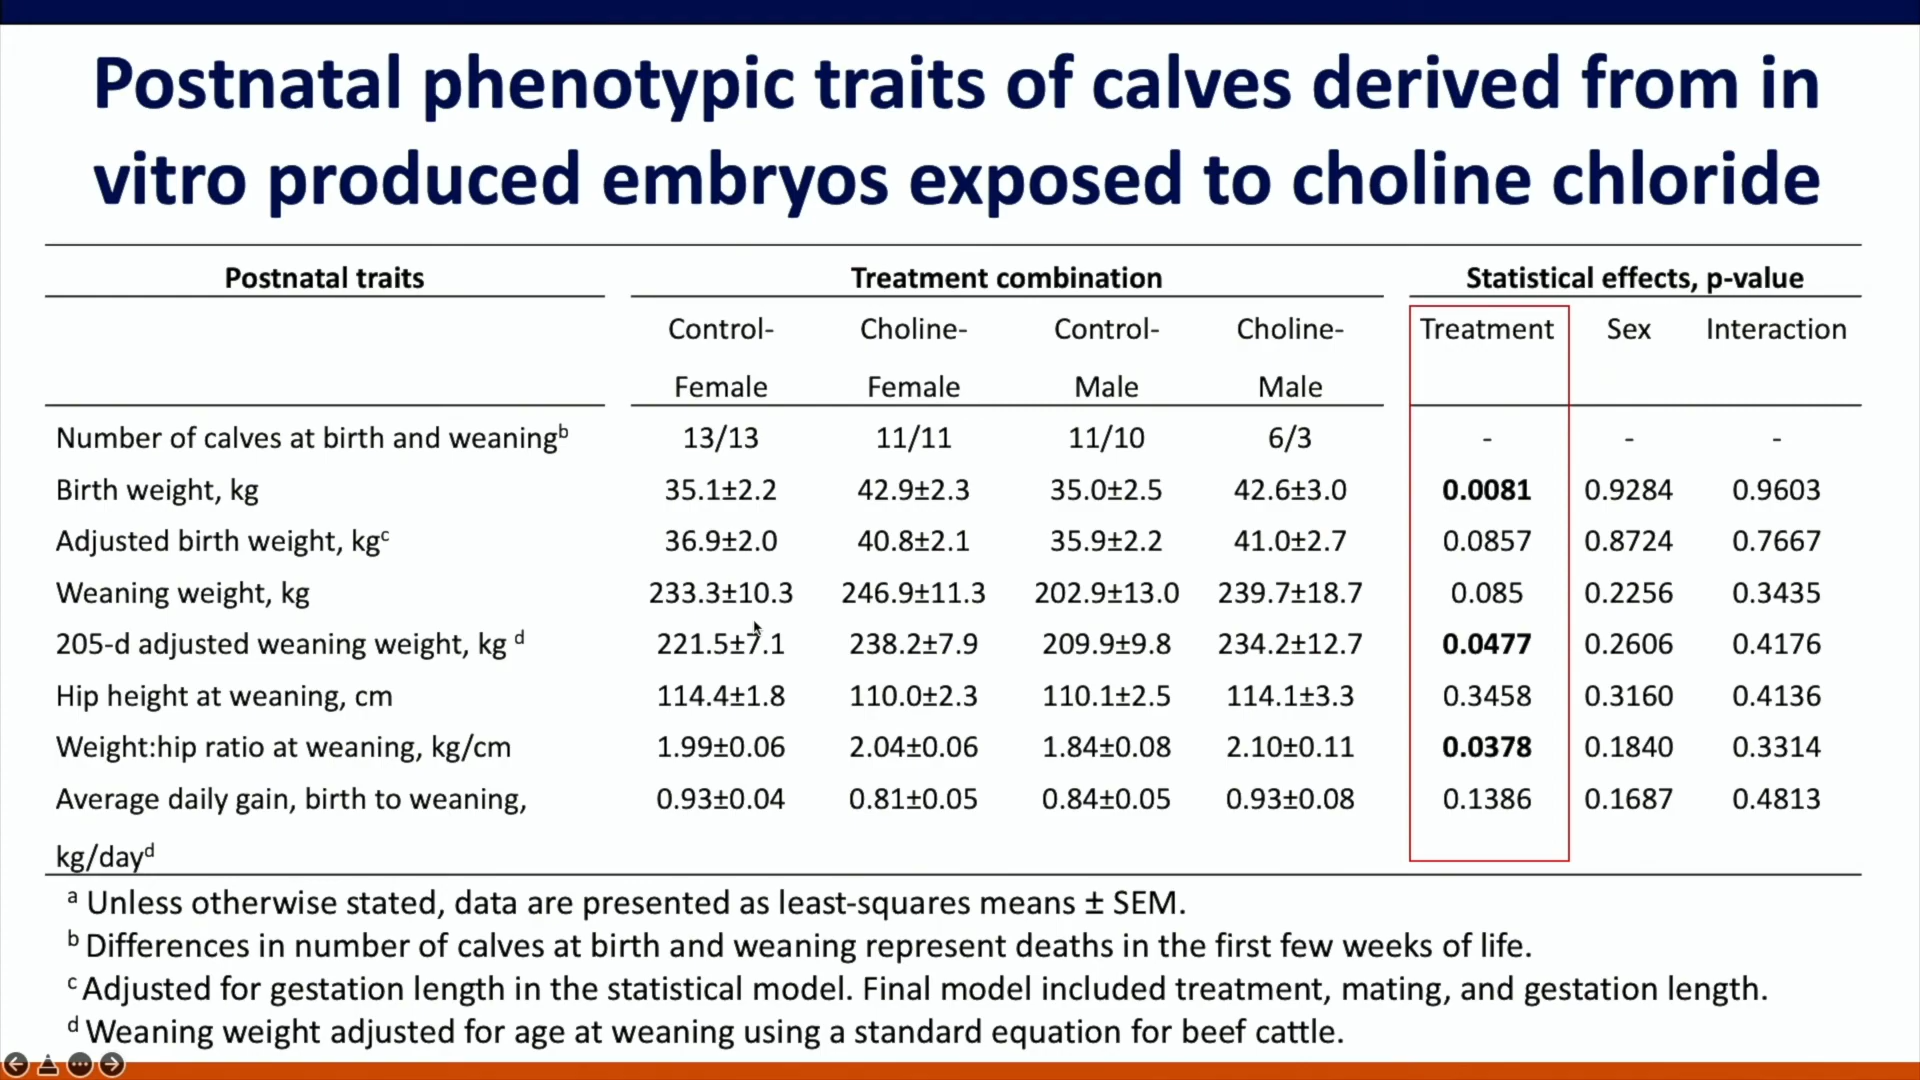 Postnatal phenotypic traits of calves derived from in
vitro produced embryos exposed to choline chloride
Postnatal traits Treatment combination Statistical effects, p-value
Control- Choline- Control- Choline- Treatment Sex Interaction
Female Female Male Male
Number of calves at birth and weaningᵇ 13/13 11/11 11/10 6/3 - - -
Birth weight, kg 35.1±2.2 42.9±2.3 35.0±2.5 42.6±3.0 0.0081 0.9284 0.9603
Adjusted birth weight, kgᶜ 36.9±2.0 40.8±2.1 35.9±2.2 41.0±2.7 0.0857 0.8724 0.7667
Weaning weight, kg 233.3±10.3 246.9±11.3 202.9±13.0 239.7±18.7 0.085 0.2256 0.3435
205-d adjusted weaning weight, kg ᵈ 221.5±7.1 238.2±7.9 209.9±9.8 234.2±12.7 0.0477 0.2606 0.4176
Hip height at weaning, cm 114.4±1.8 110.0±2.3 110.1±2.5 114.1±3.3 0.3458 0.3160 0.4136
Weight:hip ratio at weaning, kg/cm 1.99±0.06 2.04±0.06 1.84±0.08 2.10±0.11 0.0378 0.1840 0.3314
Average daily gain, birth to weaning, 0.93±0.04 0.81±0.05 0.84±0.05 0.93±0.08 0.1386 0.1687 0.4813
kg/dayᵈ
ᵃ Unless otherwise stated, data are presented as least-squares means ± SEM.
ᵇ Differences in number of calves at birth and weaning represent deaths in the first few weeks of life.
ᶜ Adjusted for gestation length in the statistical model. Final model included treatment, mating, and gestation length.
ᵈ Weaning weight adjusted for age at weaning using a standard equation for beef cattle.